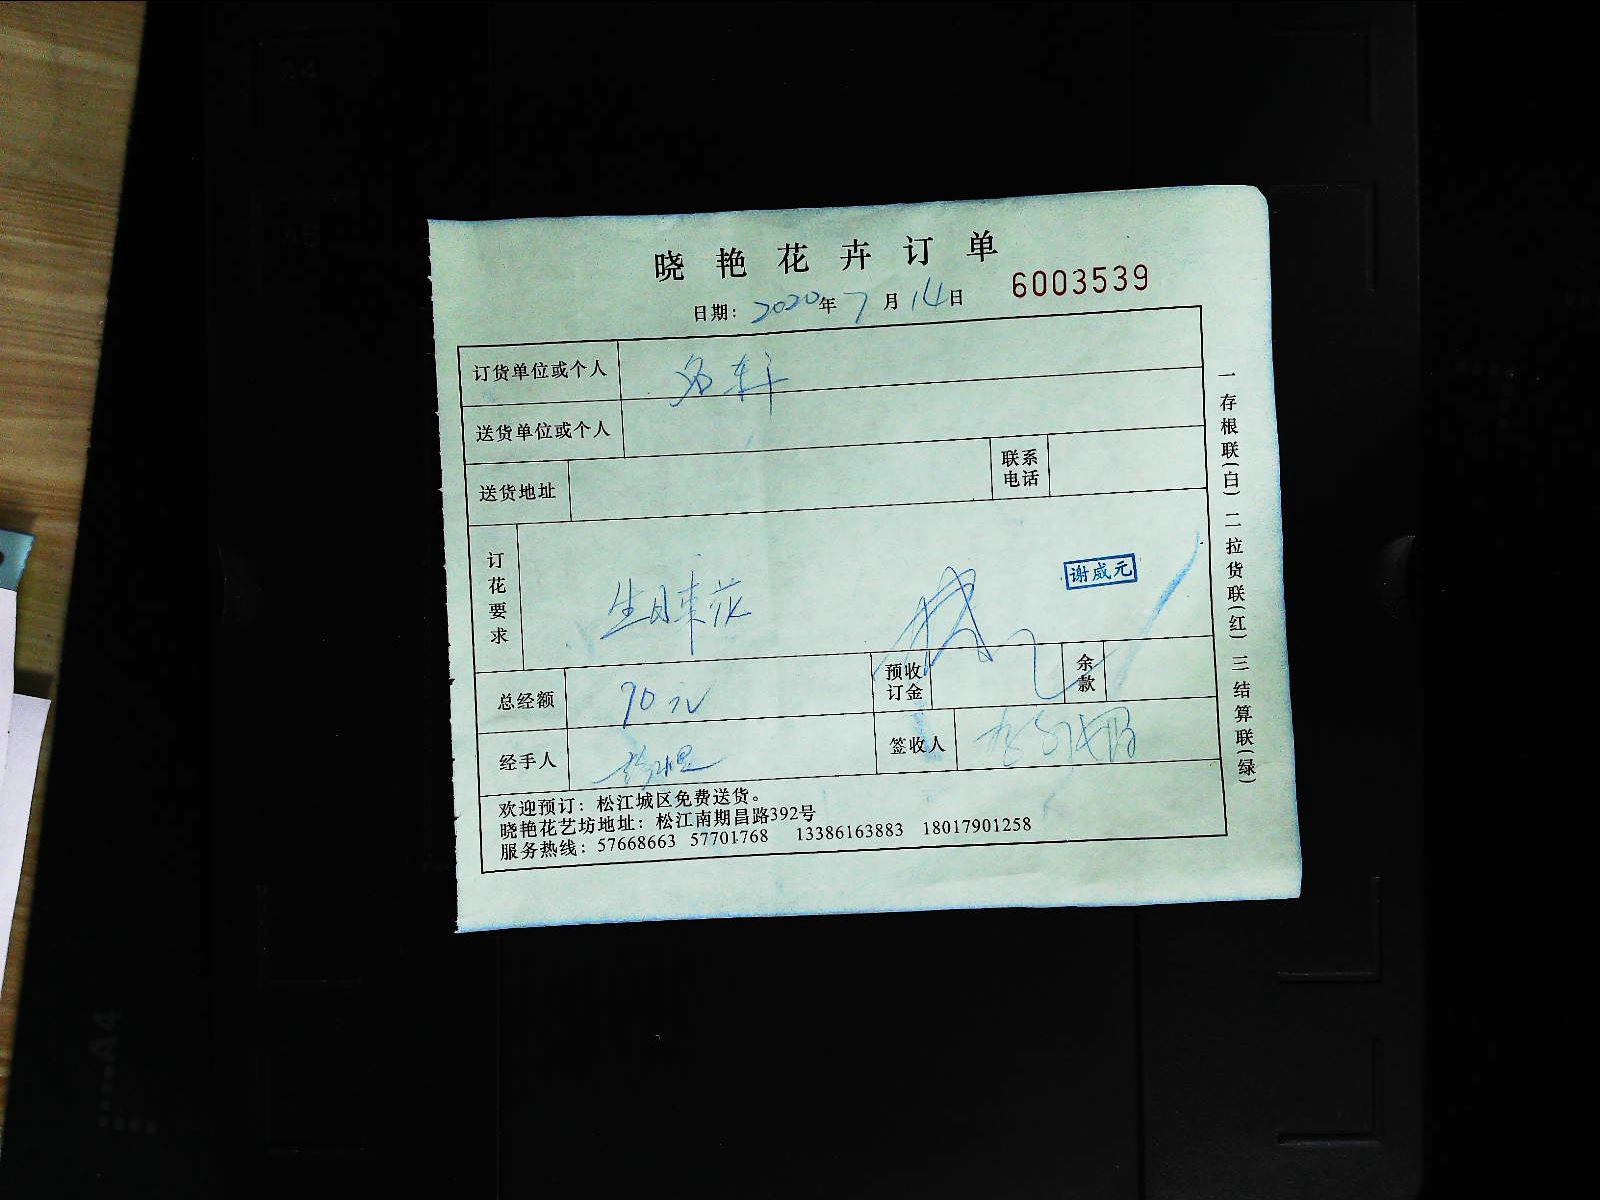 晓艳花卉订单
日期：2020年7月14日 6003539
订货单位或个人 名轩
送货单位或个人
送货地址 联系电话
订花要求 生日束花 谢威元
总经额 90元 预收订金 余款
经手人 签收人
欢迎预订：松江城区免费送货。
晓艳花艺坊地址：松江南期昌路392号
服务热线：57668663 57701768 13386163883 18017901258
一存根联（白）二拉货联（红）三结算联（绿）
A4